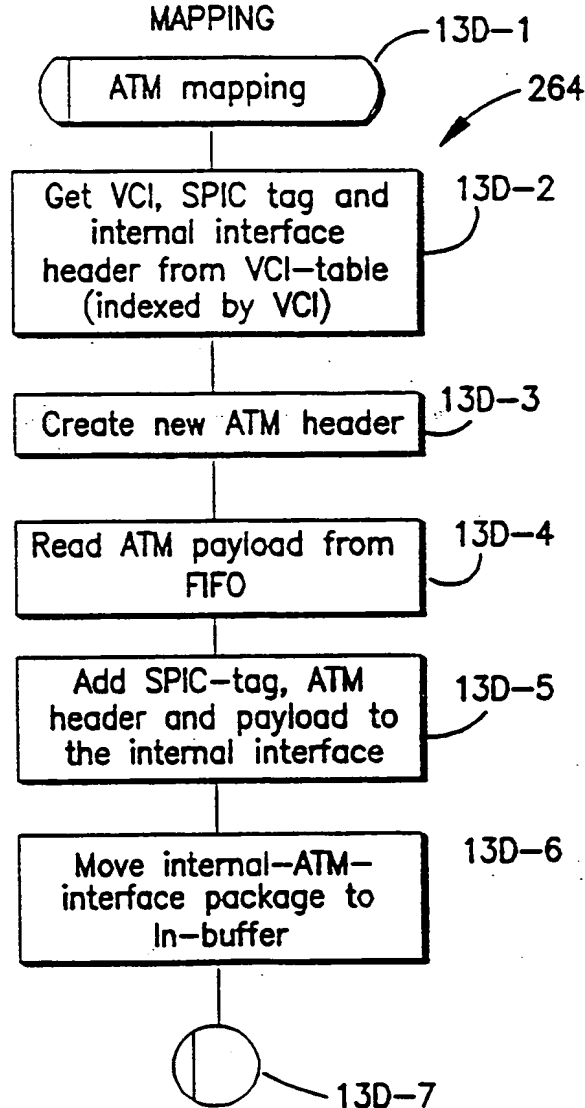 MAPPING
13D-1
ATM mapping
264
Get VCI, SPIC tag and
internal interface
header from VCI-table
(indexed by VCI)
13D-2
Create new ATM header
13D-3
Read ATM payload from
FIFO
13D-4
Add SPIC-tag, ATM
header and payload to
the internal interface
13D-5
Move internal-ATM-
interface package to
In-buffer
13D-6
13D-7